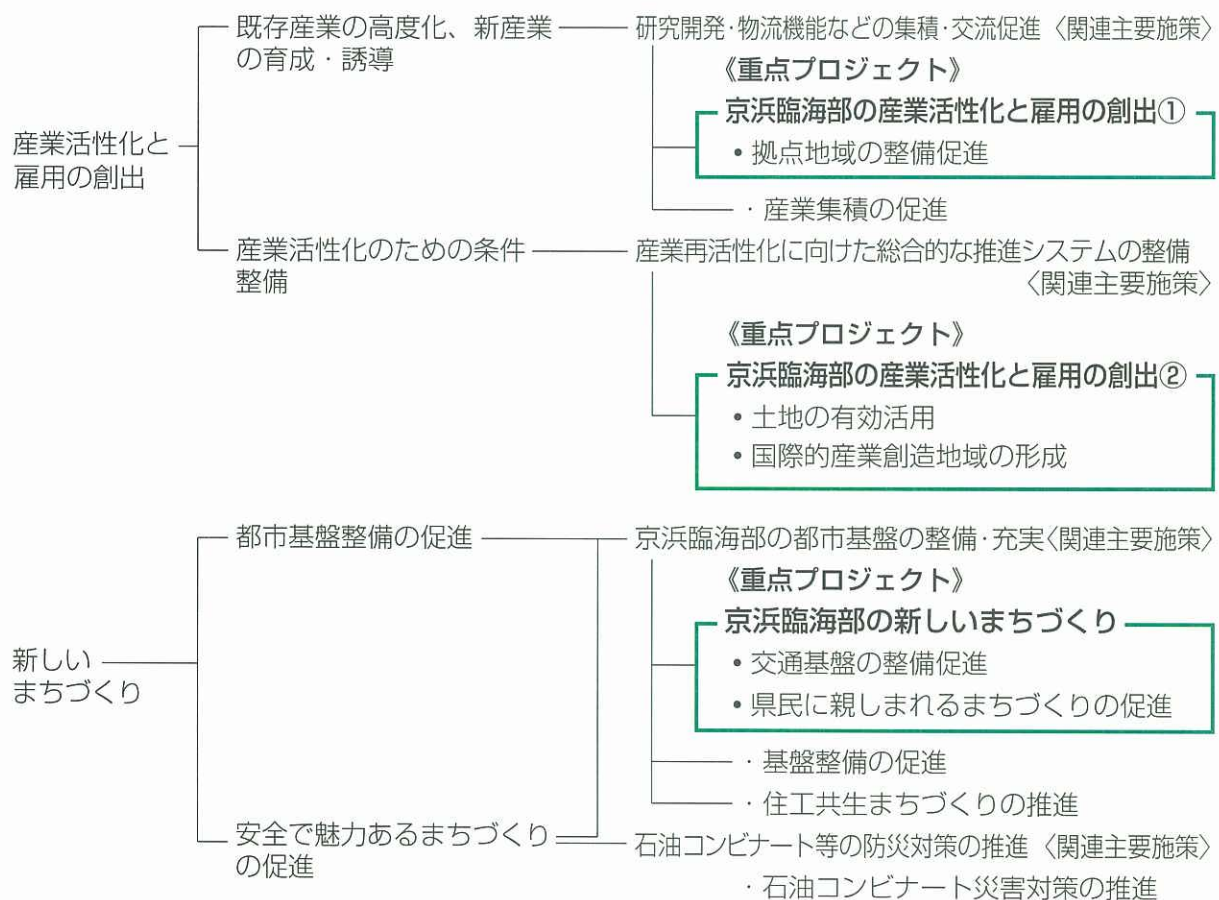 産業活性化と
雇用の創出
既存産業の高度化、新産業
の育成・誘導
研究開発・物流機能などの集積・交流促進〈関連主要施策〉
《重点プロジェクト》
京浜臨海部の産業活性化と雇用の創出①
•拠点地域の整備促進
・産業集積の促進
産業活性化のための条件
整備
産業再活性化に向けた総合的な推進システムの整備
〈関連主要施策〉
《重点プロジェクト》
京浜臨海部の産業活性化と雇用の創出②
•土地の有効活用
•国際的産業創造地域の形成
新しい
まちづくり
都市基盤整備の促進
京浜臨海部の都市基盤の整備・充実〈関連主要施策〉
《重点プロジェクト》
京浜臨海部の新しいまちづくり
•交通基盤の整備促進
•県民に親しまれるまちづくりの促進
・基盤整備の促進
・住工共生まちづくりの推進
安全で魅力あるまちづくり
の促進
石油コンビナート等の防災対策の推進〈関連主要施策〉
・石油コンビナート災害対策の推進